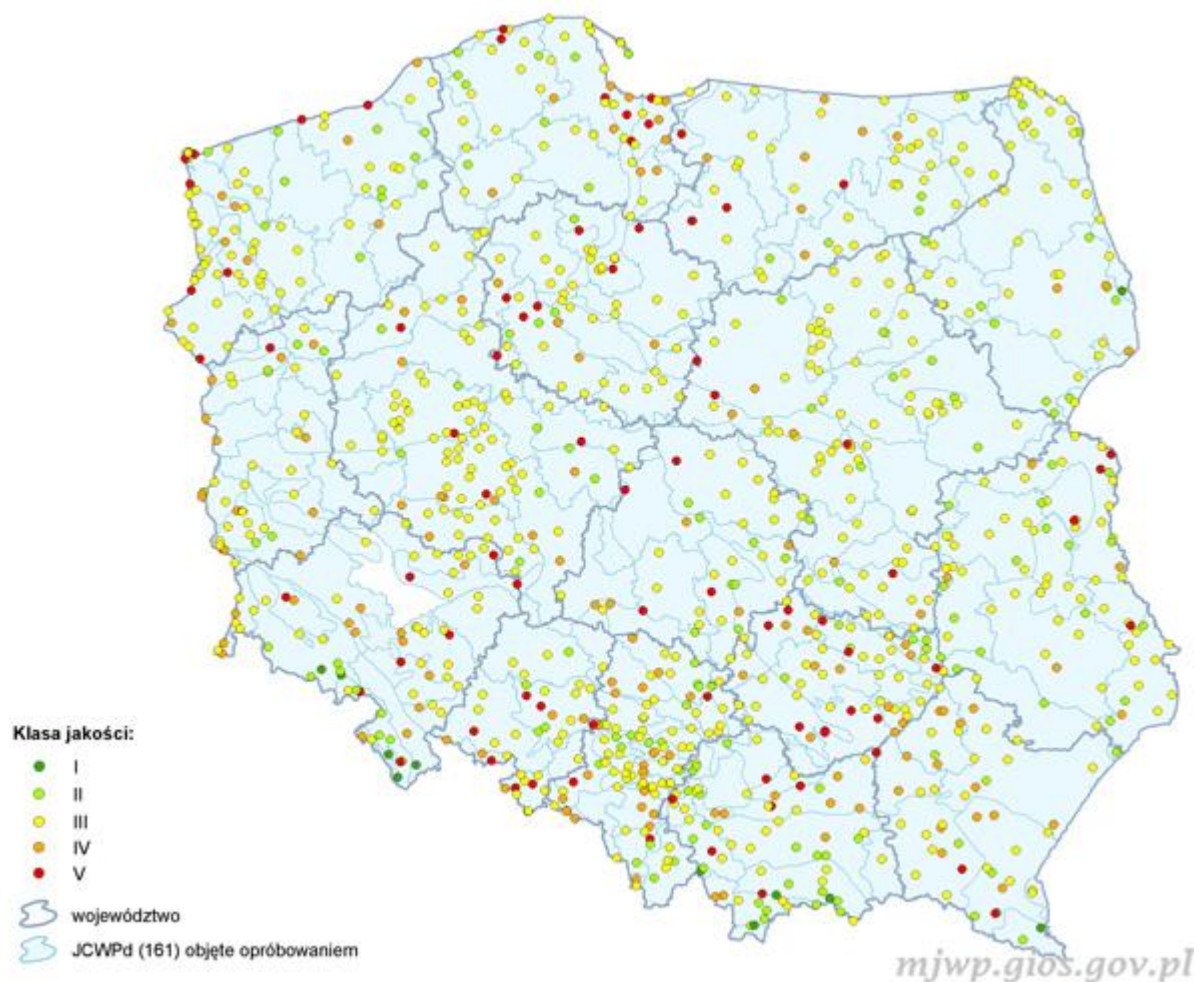 Klasa jakości:
I
II
III
IV
V
województwo
JCWPd (161) objęte opróbowaniem
mjwp.gios.gov.pl